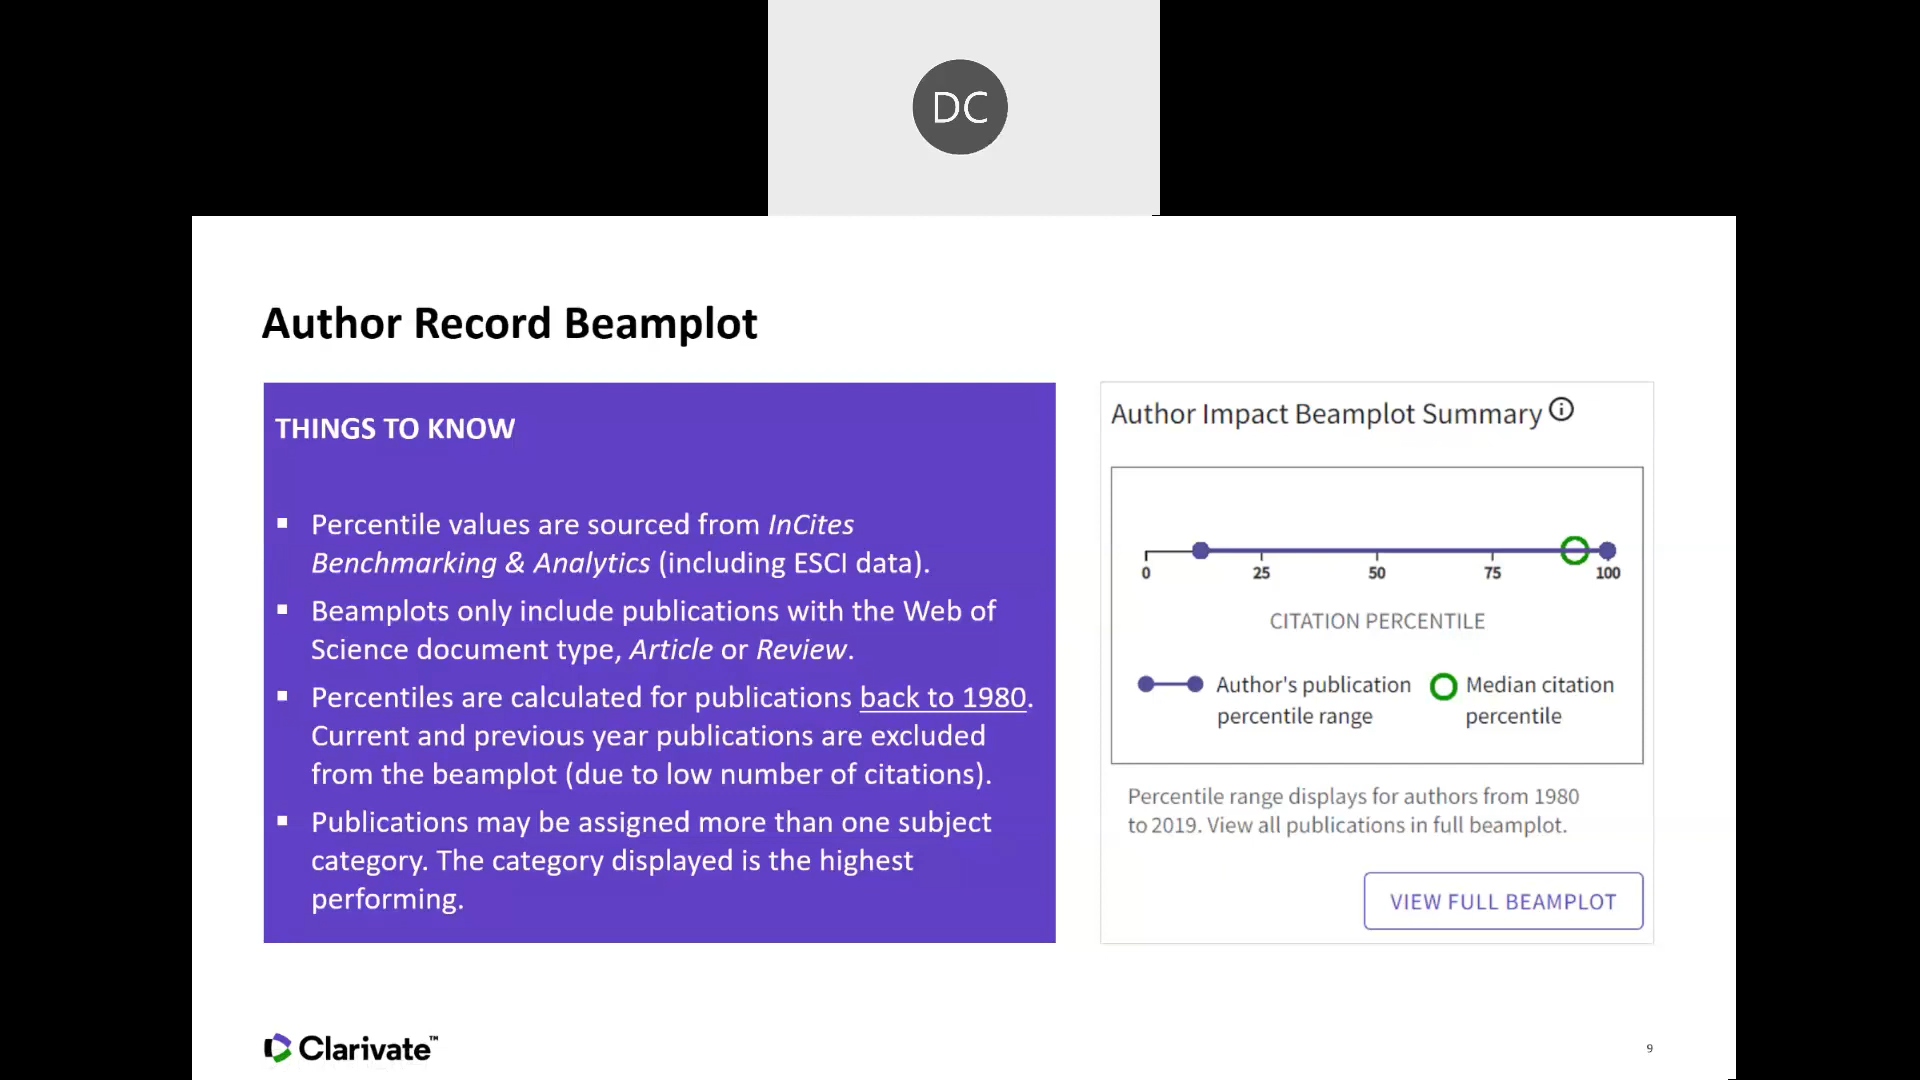 DC
Author Record Beamplot
THINGS TO KNOW
▪ Percentile values are sourced from InCites
Benchmarking & Analytics (including ESCI data).
▪ Beamplots only include publications with the Web of
Science document type, Article or Review.
▪ Percentiles are calculated for publications back to 1980.
Current and previous year publications are excluded
from the beamplot (due to low number of citations).
▪ Publications may be assigned more than one subject
category. The category displayed is the highest
performing.
Author Impact Beamplot Summary
0 25 50 75 100
CITATION PERCENTILE
Author's publication
percentile range
Median citation
percentile
Percentile range displays for authors from 1980
to 2019. View all publications in full beamplot.
VIEW FULL BEAMPLOT
Clarivate™
9